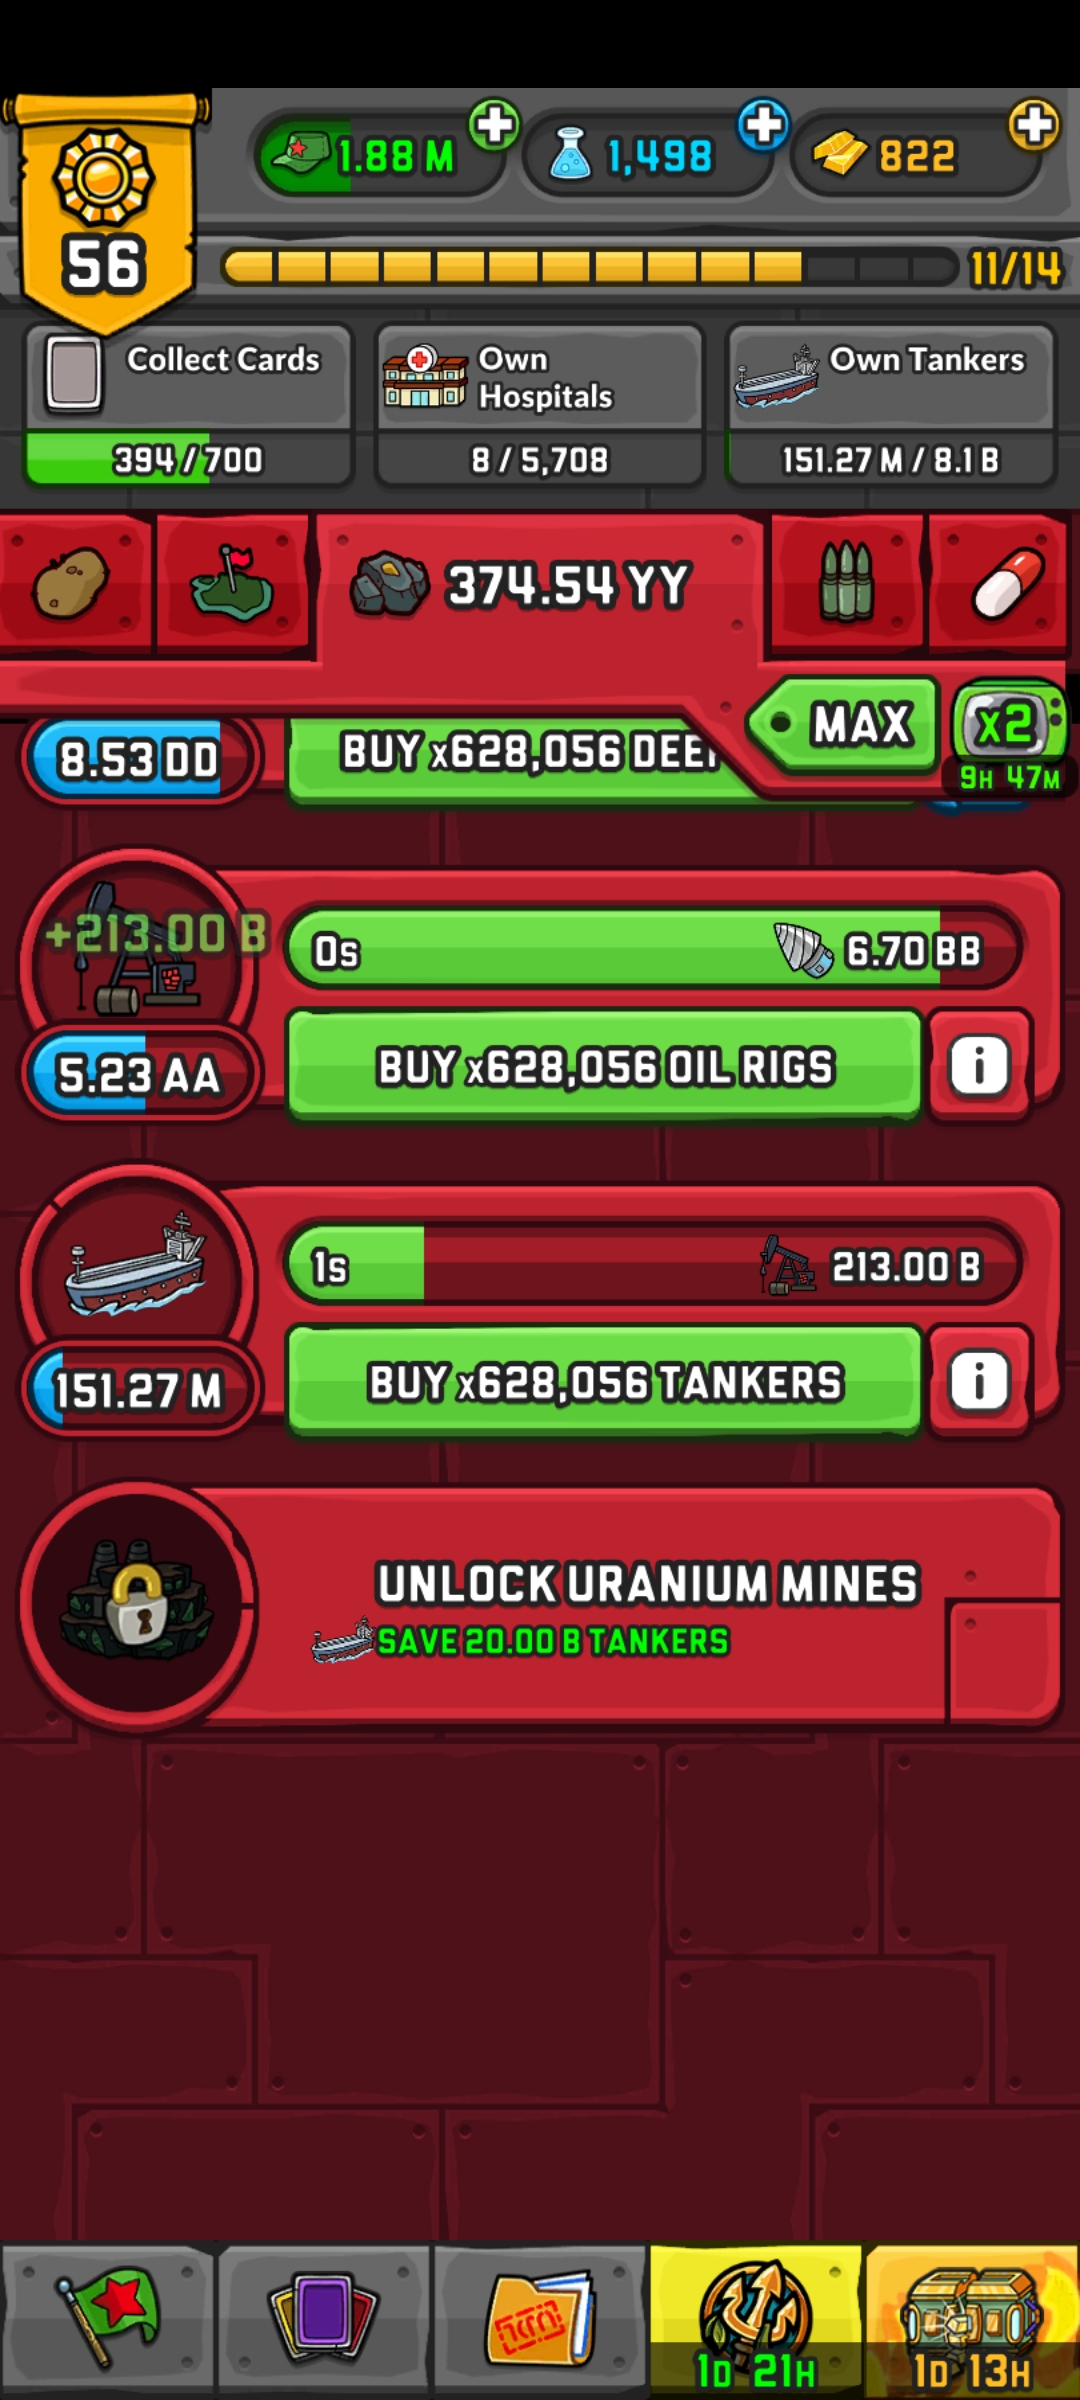 56
1.88 M
1,498
822
11/14
Collect Cards
394/700
Own
Hospitals
8/5,708
Own Tankers
151.27 M/8.1 B
374.54 YY
MAX
x2
9H 47M
8.53 DD
BUY x628,056
+213.00 B
0s
6.70 BB
5.23 AA
BUY x628,056 OIL RIGS
i
1s
213.00 B
151.27 M
BUY x628,056 TANKERS
i
UNLOCK URANIUM MINES
SAVE 20.00 B TANKERS
1D 21H
1D 13H